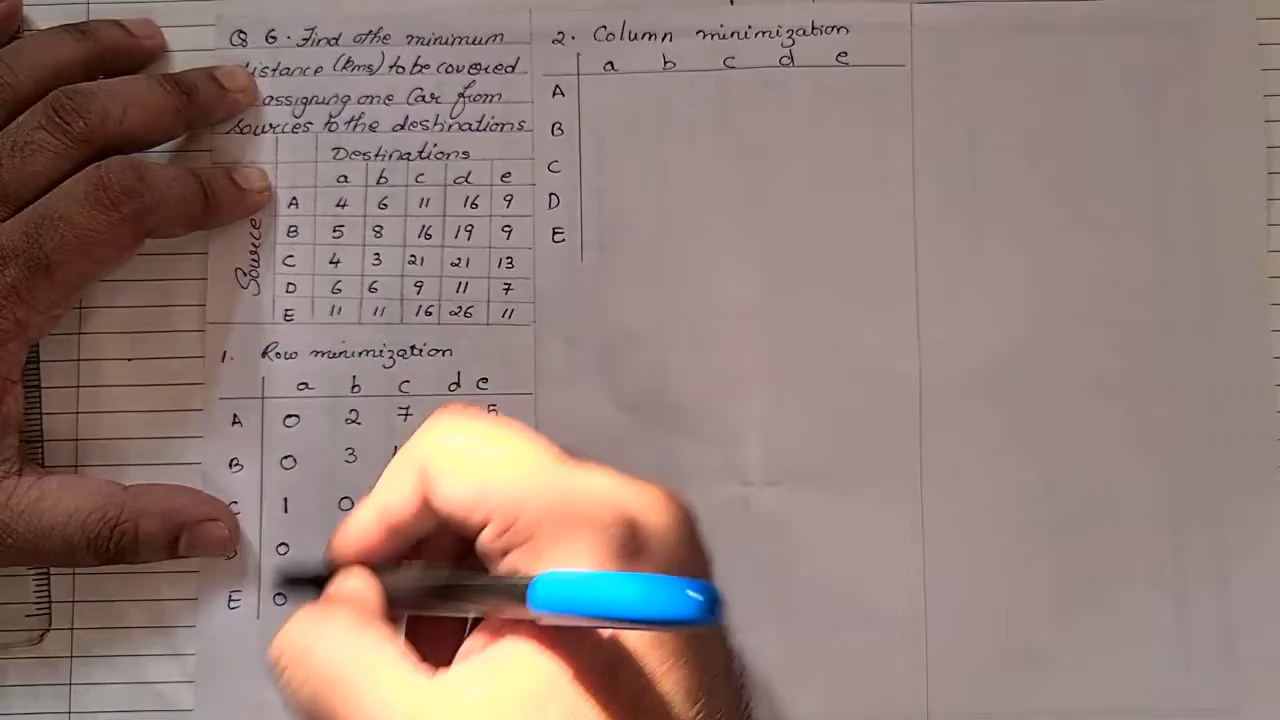 Q. 6. Find the minimum
distance (kms) to be covered
assigning one Car from
sources to the destinations
Destinations
a b c d e
Source
A 4 6 11 16 9
B 5 8 16 19 9
C 4 3 21 21 13
D 6 6 9 11 7
E 11 11 16 26 11
1. Row minimization
a b c d e
A 0 2 7 5
B 0 3
C 1 0
D 0
E 0
2. Column minimization
a b c d e
A
B
C
D
E